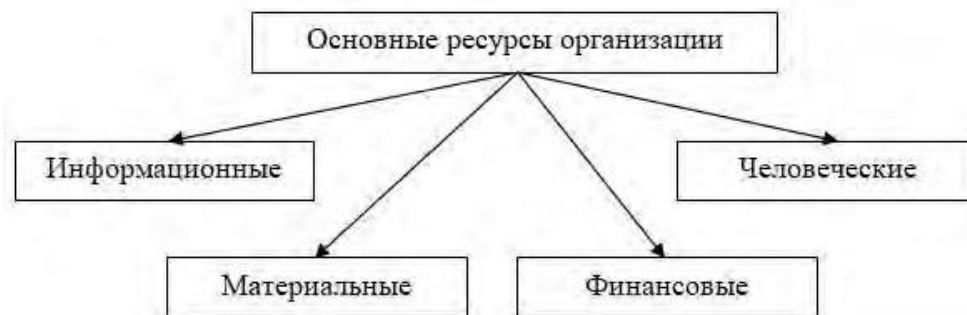 Основные ресурсы организации
Информационные
Человеческие
Материальные
Финансовые